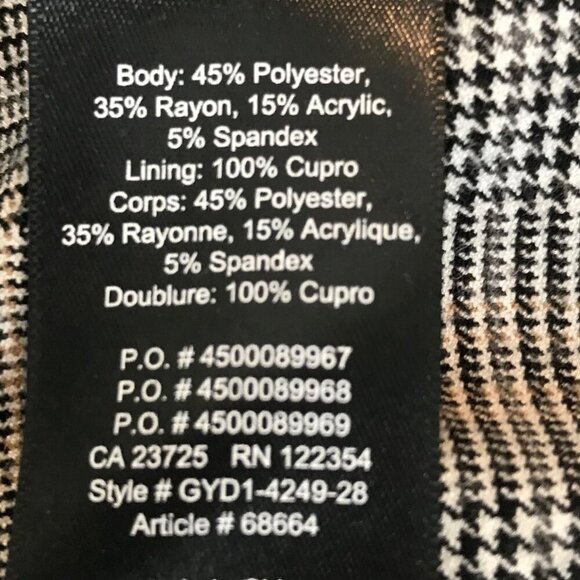 Body: 45% Polyester,
35% Rayon, 15% Acrylic,
5% Spandex
Lining: 100% Cupro
Corps: 45% Polyester,
35% Rayonne, 15% Acrylique,
5% Spandex
Doublure: 100% Cupro
P.O. # 4500089967
P.O. # 4500089968
P.O. # 4500089969
CA 23725 RN 122354
Style # GYD1-4249-28
Article # 68664